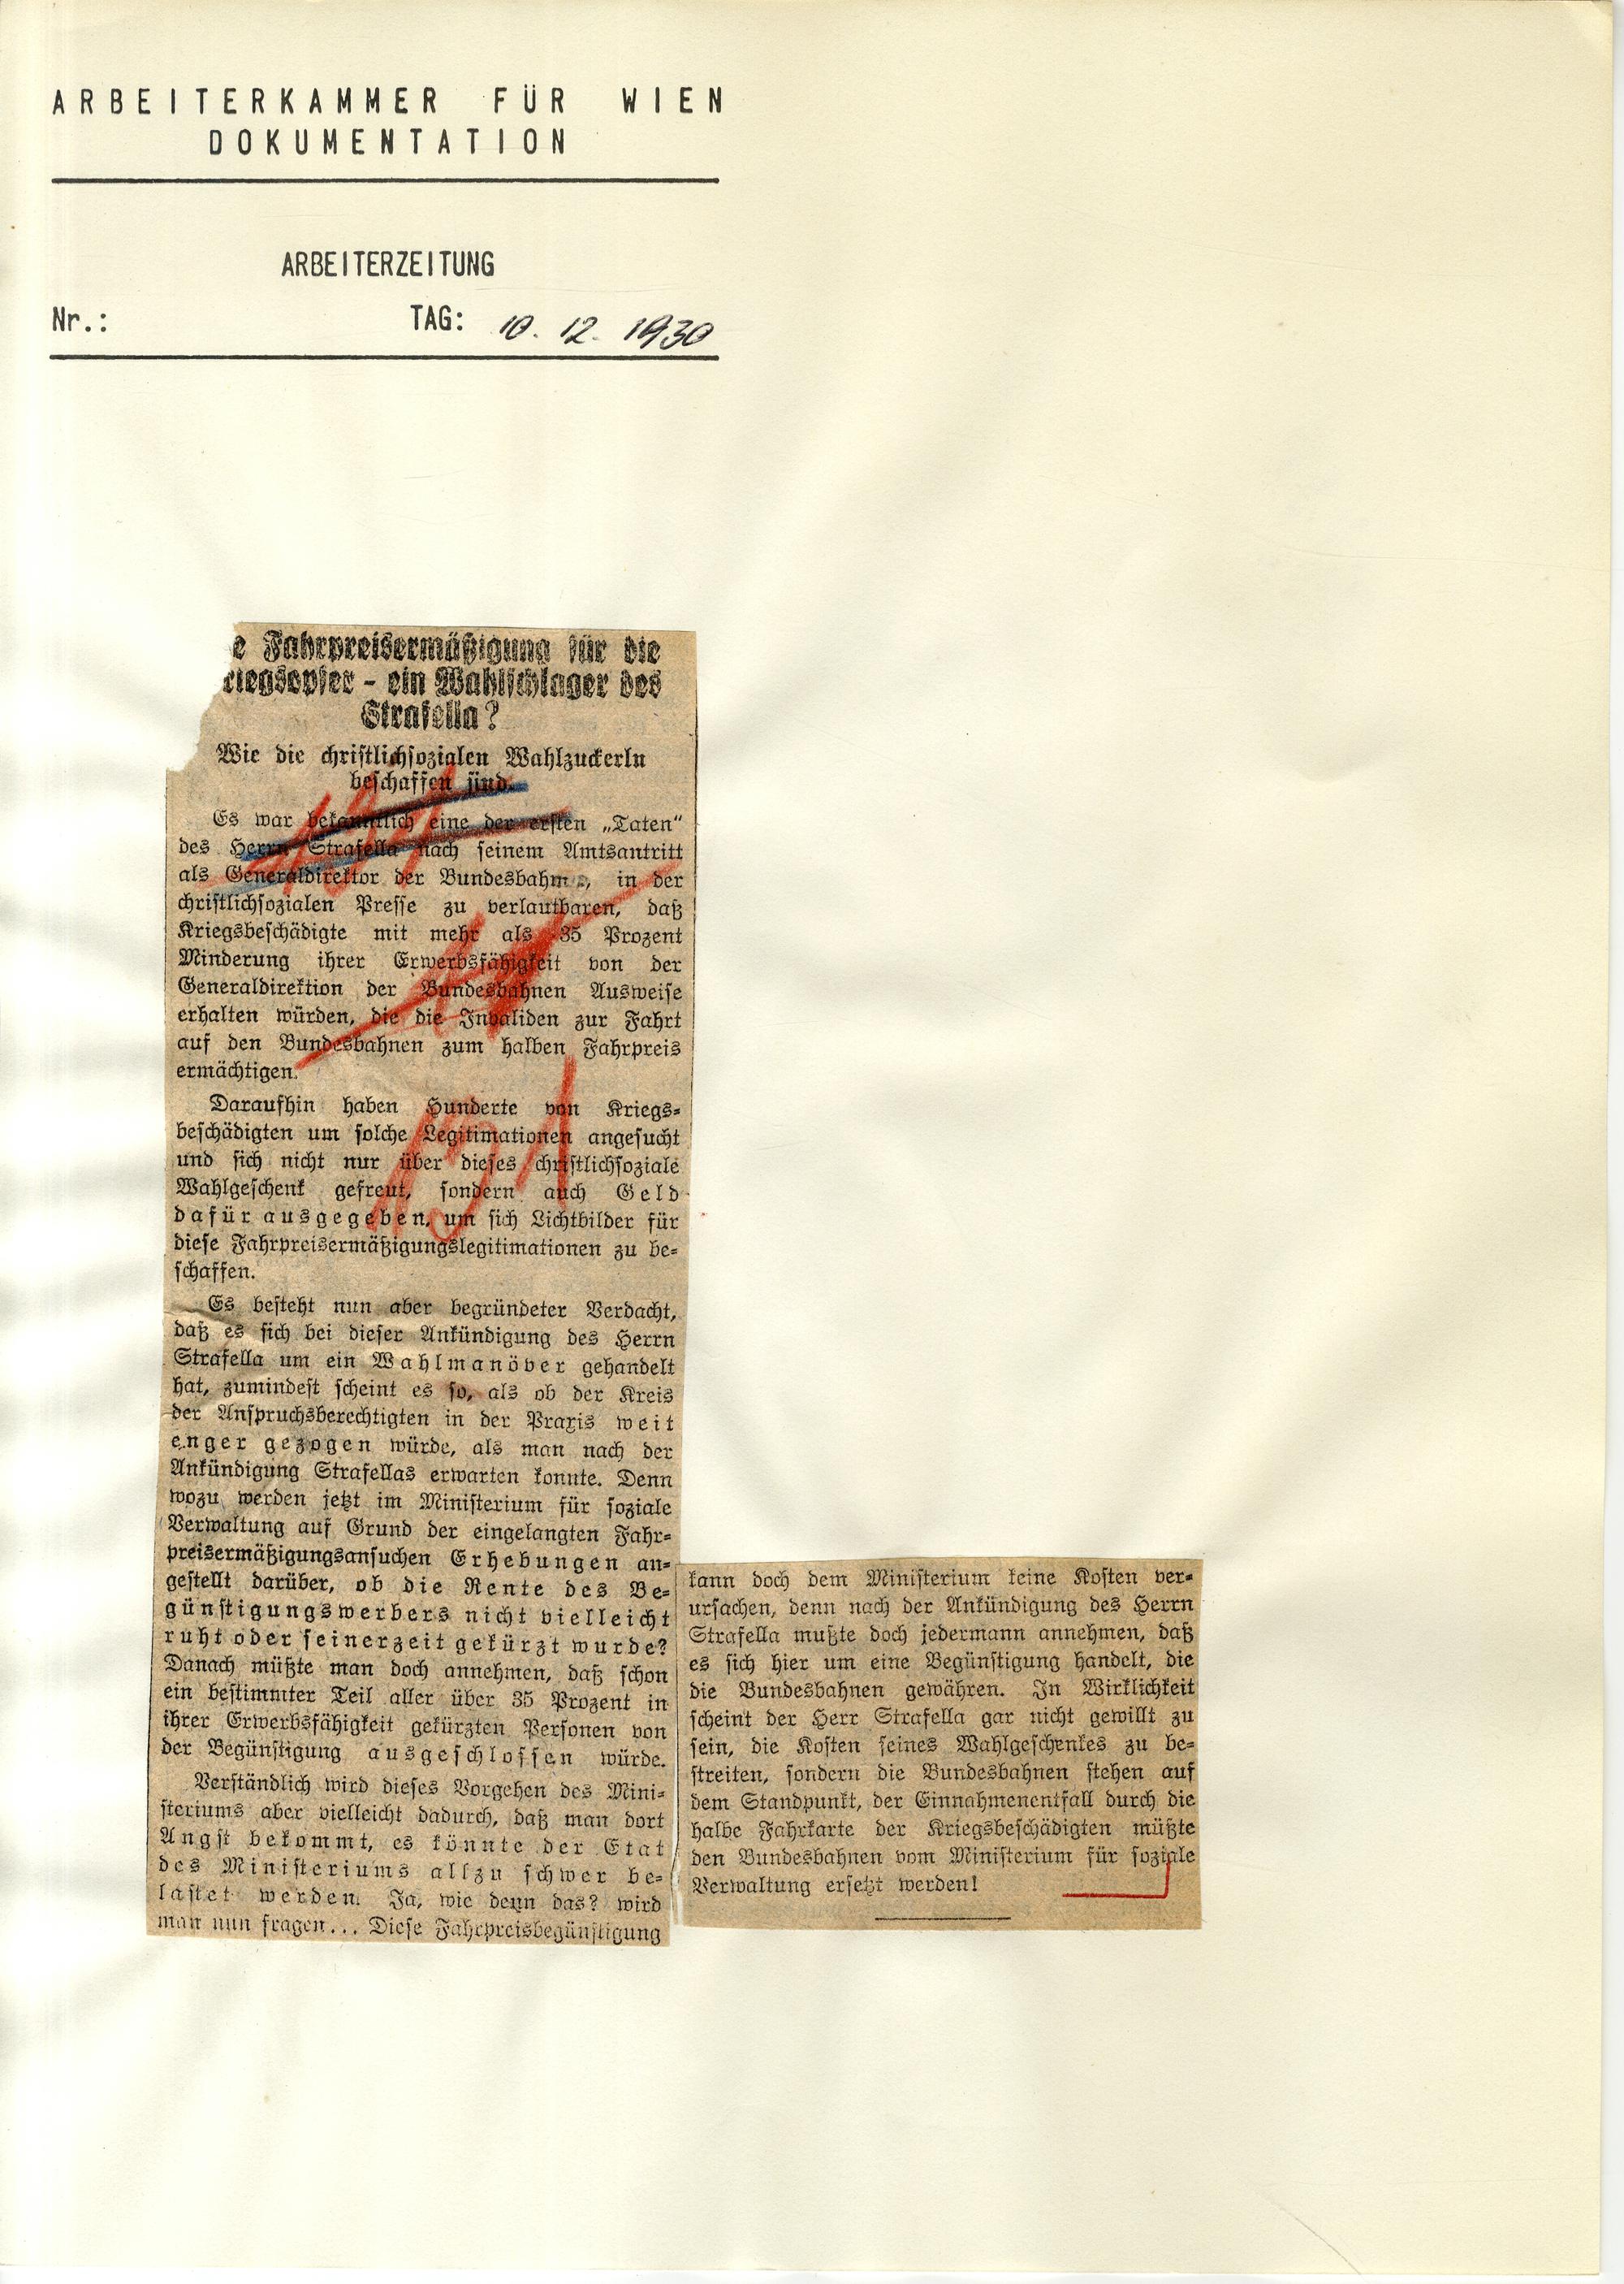 ARBEITERKAMMER FÜR WIEN
DOKUMENTATION
ARBEITERZEITUNG
Nr.: TAG: 10. 12. 1930
e Fahrpreisermäßigung für die
riegsopfer - ein Wahlschlager des
Strafella?
Wie die christlichsozialen Wahlzuckerln
beschaffen sind.
Es war bekanntlich eine der ersten „Taten“
des Herrn Strafella nach seinem Amtsantritt
als Generaldirektor der Bundesbahnen, in der
christlichsozialen Presse zu verlautbaren, daß
Kriegsbeschädigte mit mehr als 35 Prozent
Minderung ihrer Erwerbsfähigkeit von der
Generaldirektion der Bundesbahnen Ausweise
erhalten würden, die die Invaliden zur Fahrt
auf den Bundesbahnen zum halben Fahrpreis
ermächtigen.
Daraufhin haben Hunderte von Kriegs-
beschädigten um solche Legitimationen angesucht
und sich nicht nur über dieses christlichsoziale
Wahlgeschenk gefreut, sondern auch Geld
dafür ausgegeben, um sich Lichtbilder für
diese Fahrpreisermäßigungslegitimationen zu be-
schaffen.
Es besteht nun aber begründeter Verdacht,
daß es sich bei dieser Ankündigung des Herrn
Strafella um ein Wahlmanöver gehandelt
hat, zumindest scheint es so, als ob der Kreis
der Anspruchsberechtigten in der Praxis weit
enger gezogen würde, als man nach der
Ankündigung Strafellas erwarten konnte. Denn
wozu werden jetzt im Ministerium für soziale
Verwaltung auf Grund der eingelangten Fahr-
preisermäßigungsansuchen Erhebungen an-
gestellt darüber, ob die Rente des Be-
günstigungswerbers nicht vielleicht
ruht oder seinerzeit gekürzt wurde?
Danach müßte man doch annehmen, daß schon
ein bestimmter Teil aller über 35 Prozent in
ihrer Erwerbsfähigkeit gekürzten Personen von
der Begünstigung ausgeschlossen würde.
Verständlich wird dieses Vorgehen des Mini-
steriums aber vielleicht dadurch, daß man dort
Angst bekommt, es könnte der Etat
des Ministeriums allzu schwer be-
lastet werden. Ja, wie denn das? wird
man nun fragen... Diese Fahrpreisbegünstigung
kann doch dem Ministerium keine Kosten ver-
ursachen, denn nach der Ankündigung des Herrn
Strafella mußte doch jedermann annehmen, daß
es sich hier um eine Begünstigung handelt, die
die Bundesbahnen gewähren. In Wirklichkeit
scheint der Herr Strafella gar nicht gewillt zu
sein, die Kosten seines Wahlgeschenkes zu be-
streiten, sondern die Bundesbahnen stehen auf
dem Standpunkt, der Einnahmenentfall durch die
halbe Fahrkarte der Kriegsbeschädigten müßte
den Bundesbahnen vom Ministerium für soziale
Verwaltung ersetzt werden!